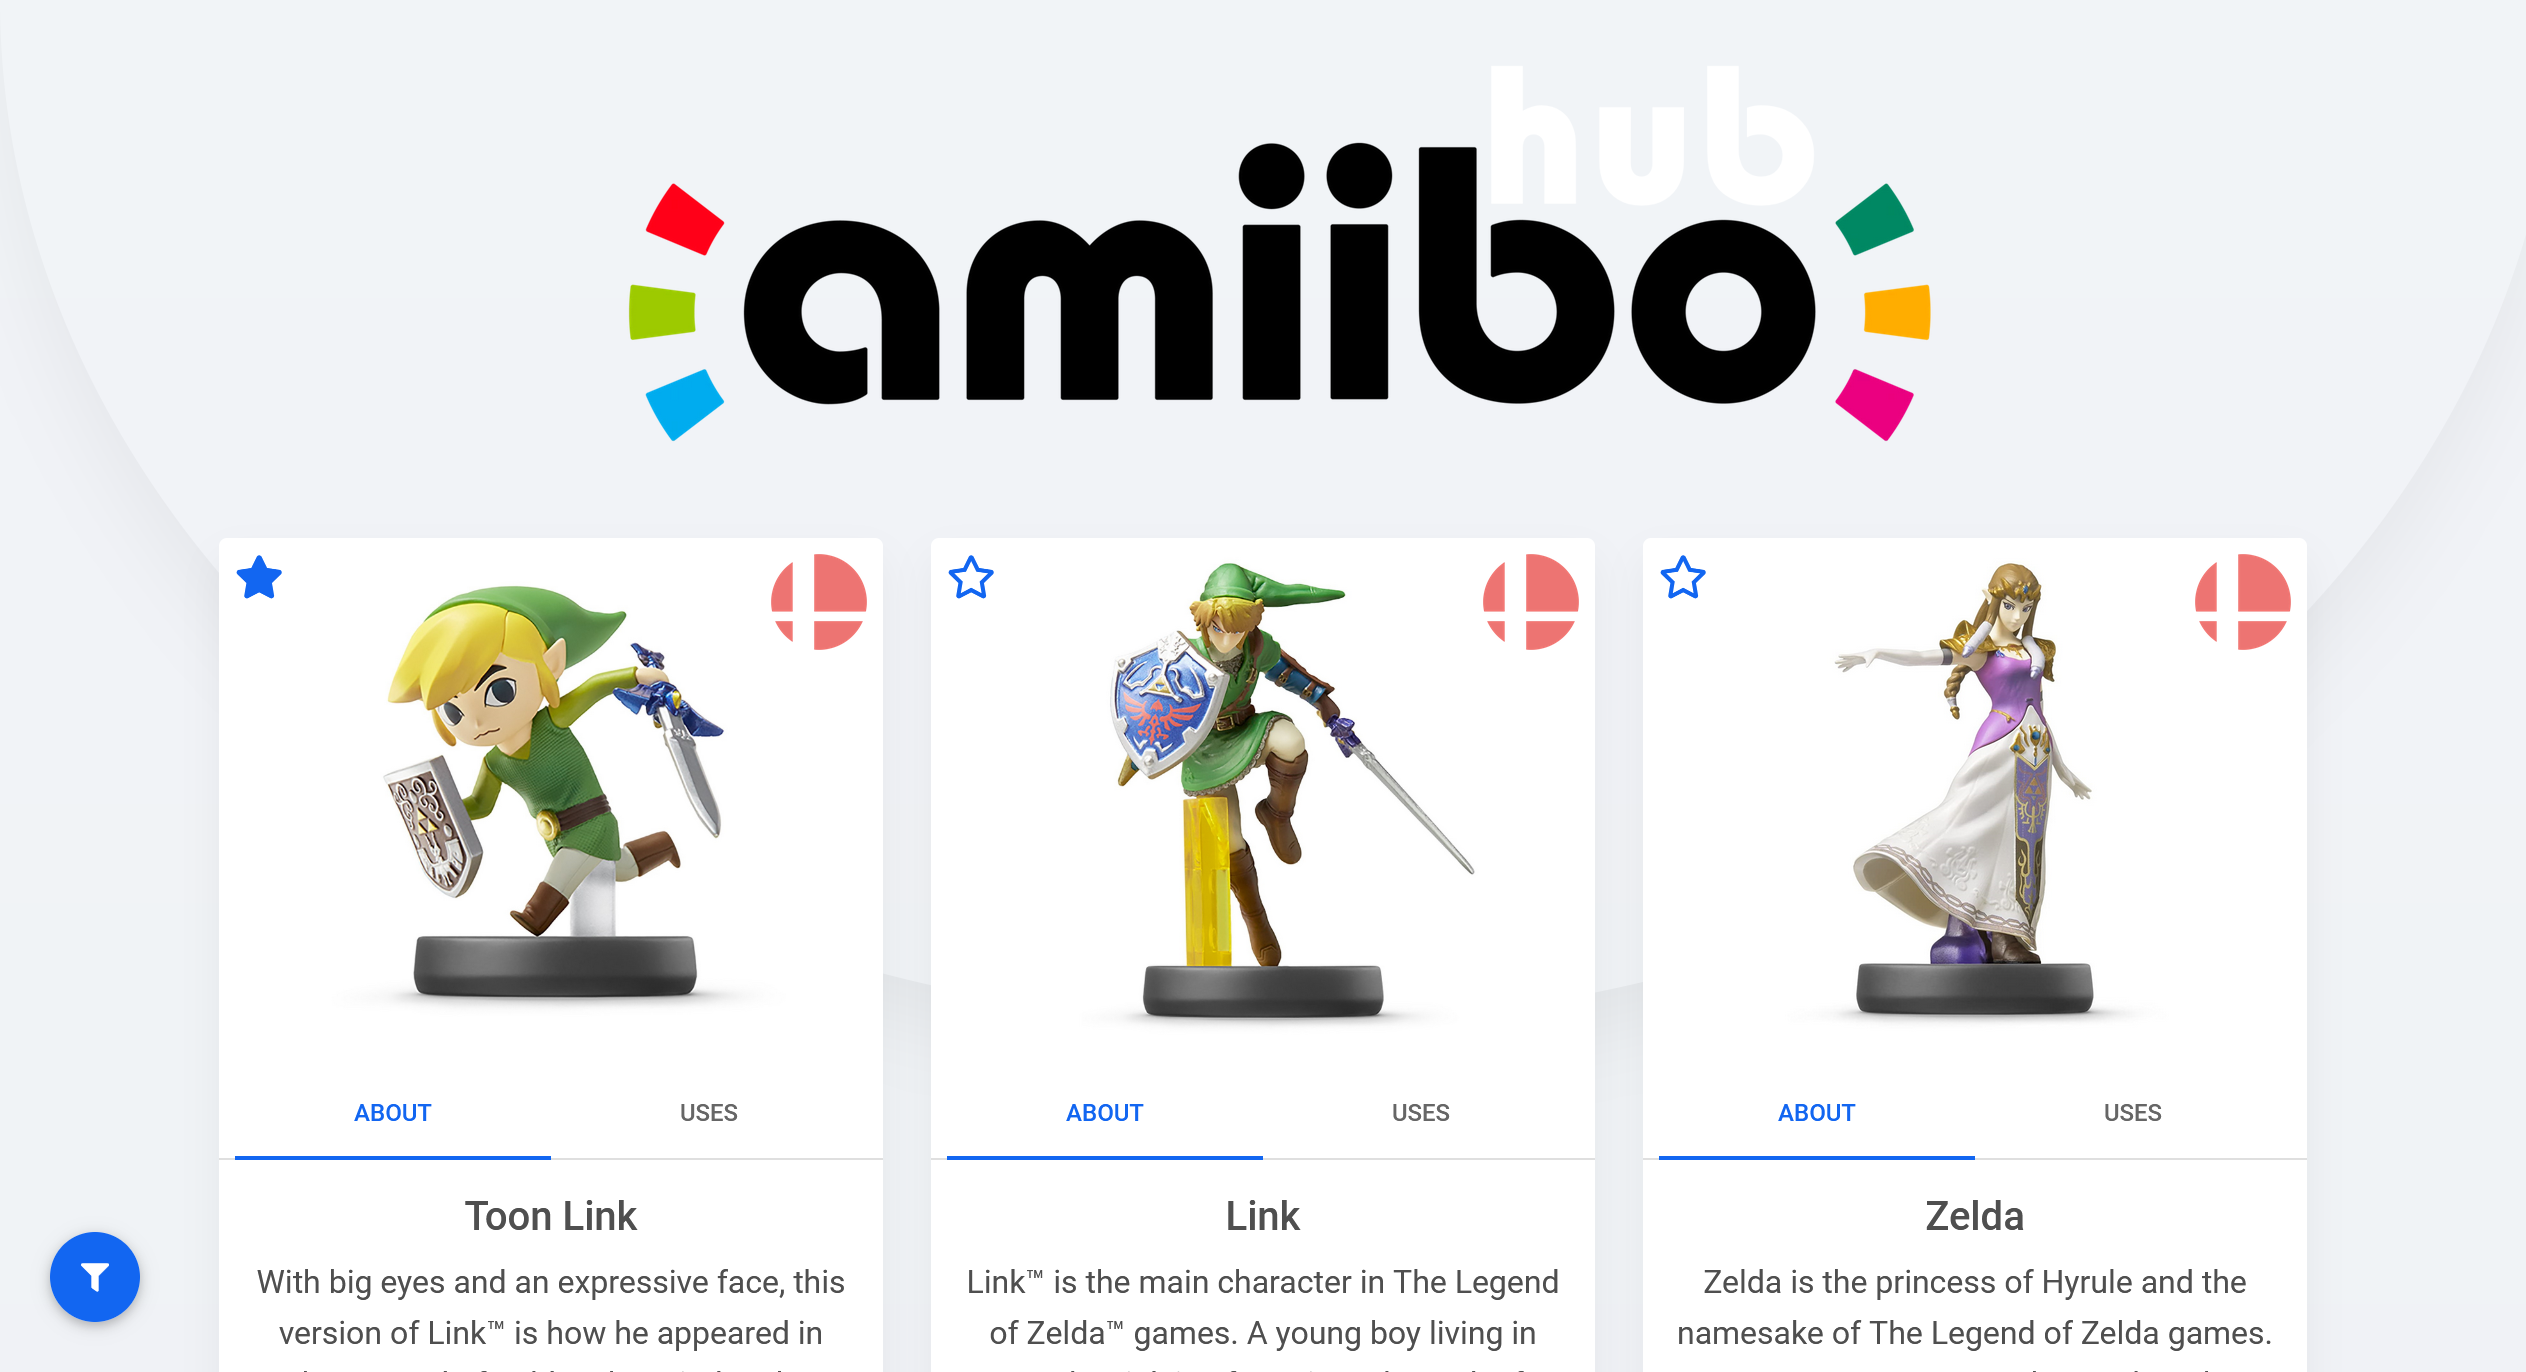 hub
amiibo
ABOUT USES
Toon Link
With big eyes and an expressive face, this
version of Link™ is how he appeared in
ABOUT USES
Link
Link™ is the main character in The Legend
of Zelda™ games. A young boy living in
ABOUT USES
Zelda
Zelda is the princess of Hyrule and the
namesake of The Legend of Zelda games.